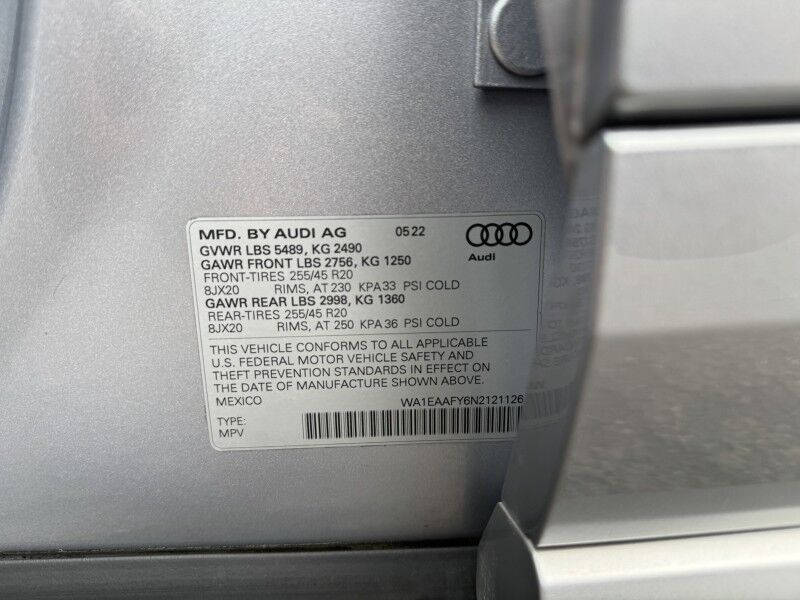 MFD. BY AUDI AG 05 22
GVWR LBS 5489, KG 2490
GAWR FRONT LBS 2756, KG 1250
FRONT-TIRES 255/45 R20
8JX20 RIMS, AT 230 KPA 33 PSI COLD
GAWR REAR LBS 2998, KG 1360
REAR-TIRES 255/45 R20
8JX20 RIMS, AT 250 KPA 36 PSI COLD
Audi
THIS VEHICLE CONFORMS TO ALL APPLICABLE
U.S. FEDERAL MOTOR VEHICLE SAFETY AND
THEFT PREVENTION STANDARDS IN EFFECT ON
THE DATE OF MANUFACTURE SHOWN ABOVE.
MEXICO WA1EAAFY6N2121126
TYPE:
MPV